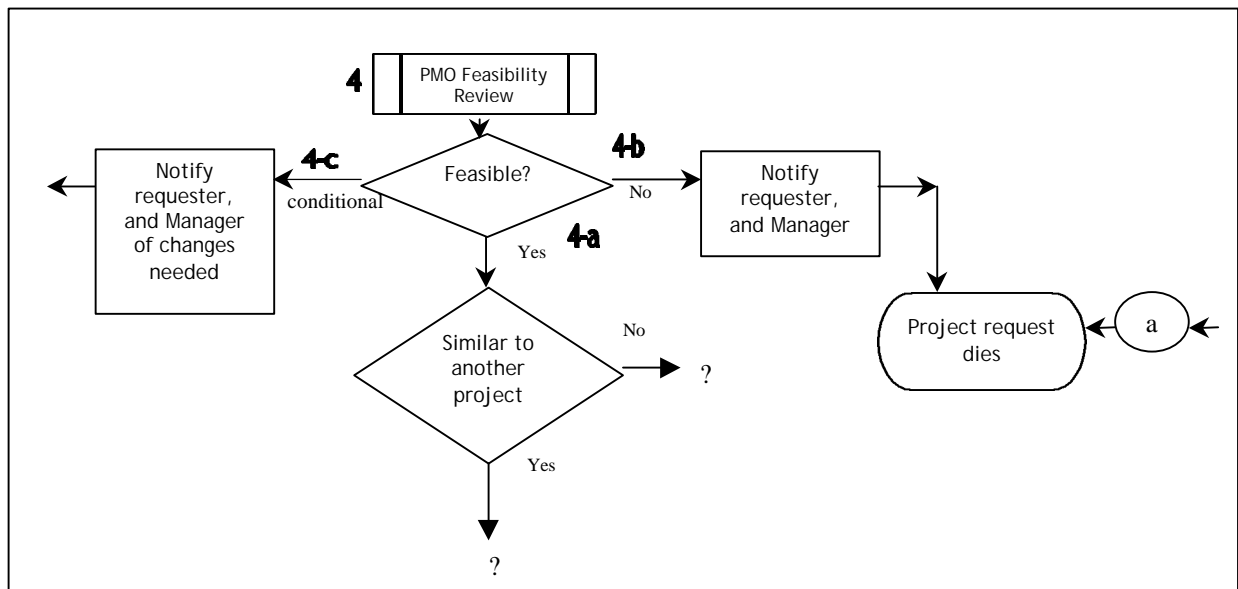 4
PMO Feasibility
Review
4-c
4-b
Feasible?
conditional
No
4-a
Yes
Notify
requester,
and Manager
of changes
needed
Notify
requester,
and Manager
Similar to
another
project
No
?
Yes
?
Project request
dies
a